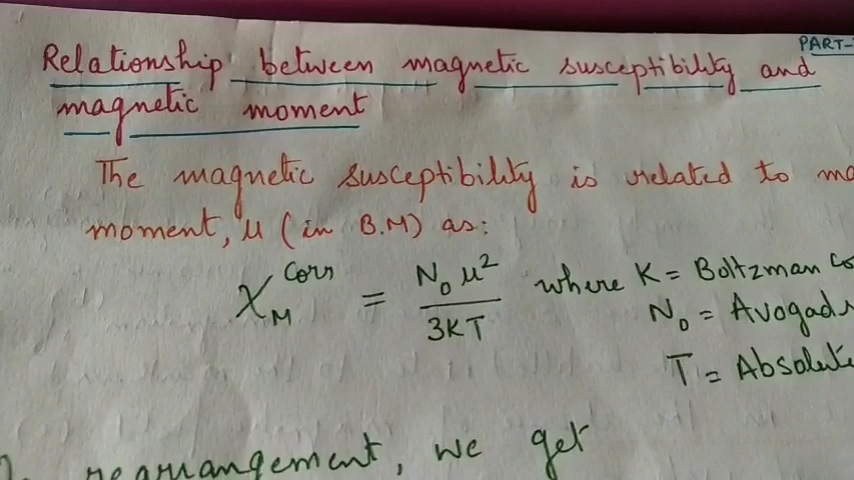 PART-
Relationship between magnetic susceptibility and
magnetic moment
The magnetic susceptibility is related to
moment, μ (in B.M) as:
χ_M^Corr = N₀μ²/3KT where K = Boltzman
N₀ = Avogad
T = Absolute
rearrangement, we get